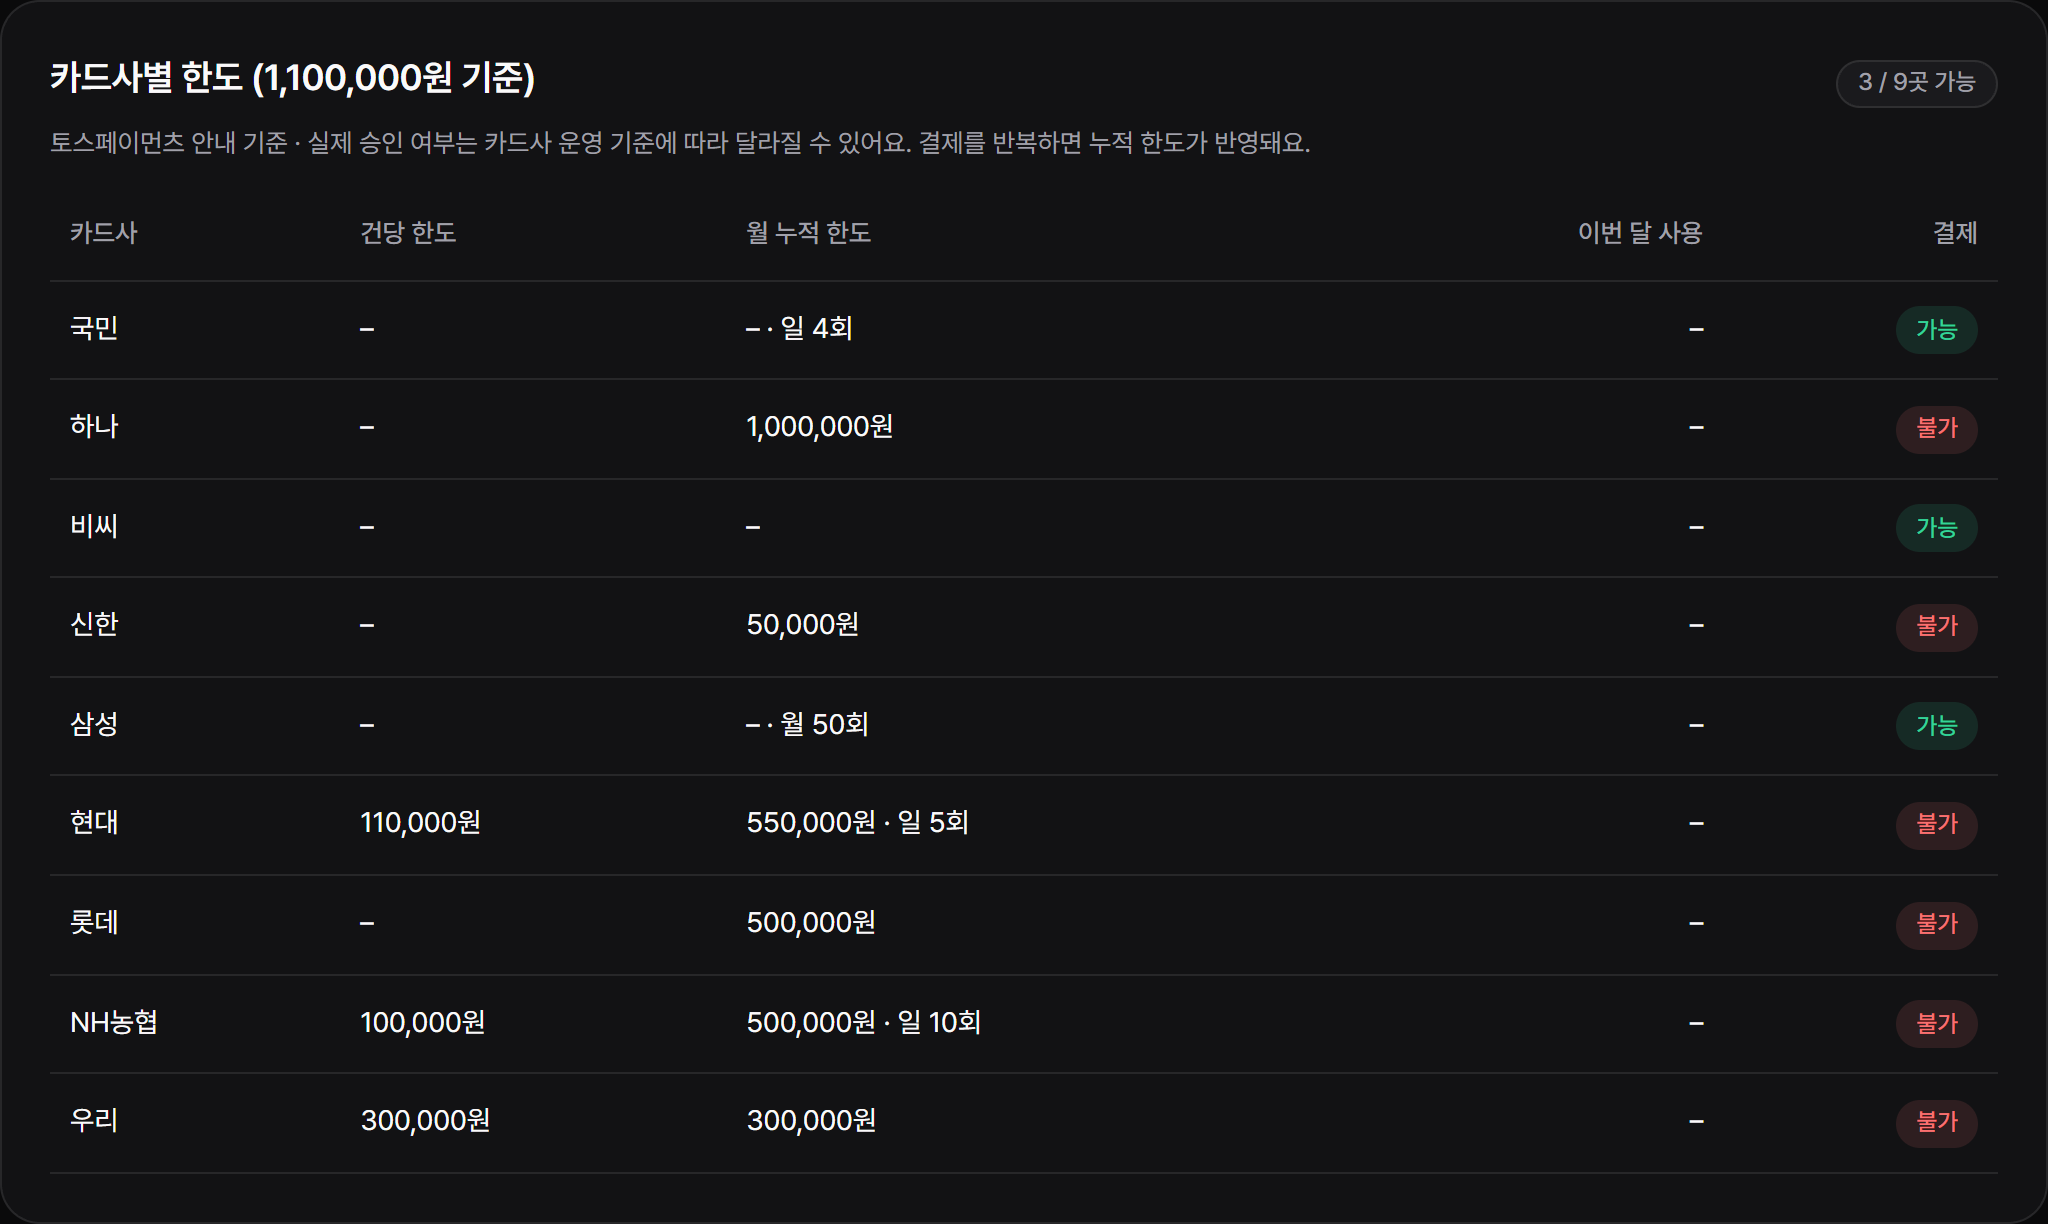 카드사별 한도 (1,100,000원 기준)
3 / 9곳 가능
토스페이먼츠 안내 기준 · 실제 승인 여부는 카드사 운영 기준에 따라 달라질 수 있어요. 결제를 반복하면 누적 한도가 반영돼요.
카드사 건당 한도 월 누적 한도 이번 달 사용 결제
국민 – – · 일 4회 – 가능
하나 – 1,000,000원 – 불가
비씨 – – – 가능
신한 – 50,000원 – 불가
삼성 – – · 월 50회 – 가능
현대 110,000원 550,000원 · 일 5회 – 불가
롯데 – 500,000원 – 불가
NH농협 100,000원 500,000원 · 일 10회 – 불가
우리 300,000원 300,000원 – 불가